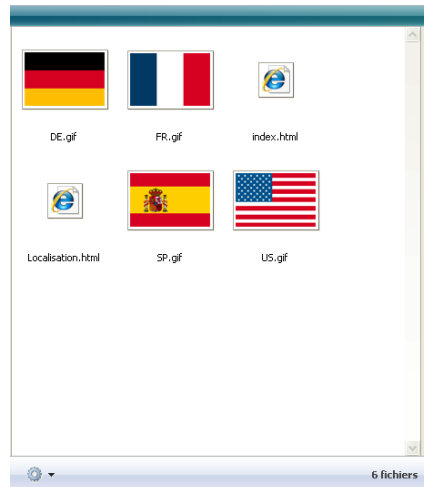 DE.gif
FR.gif
index.html
Localisation.html
SP.gif
US.gif
6 fichiers